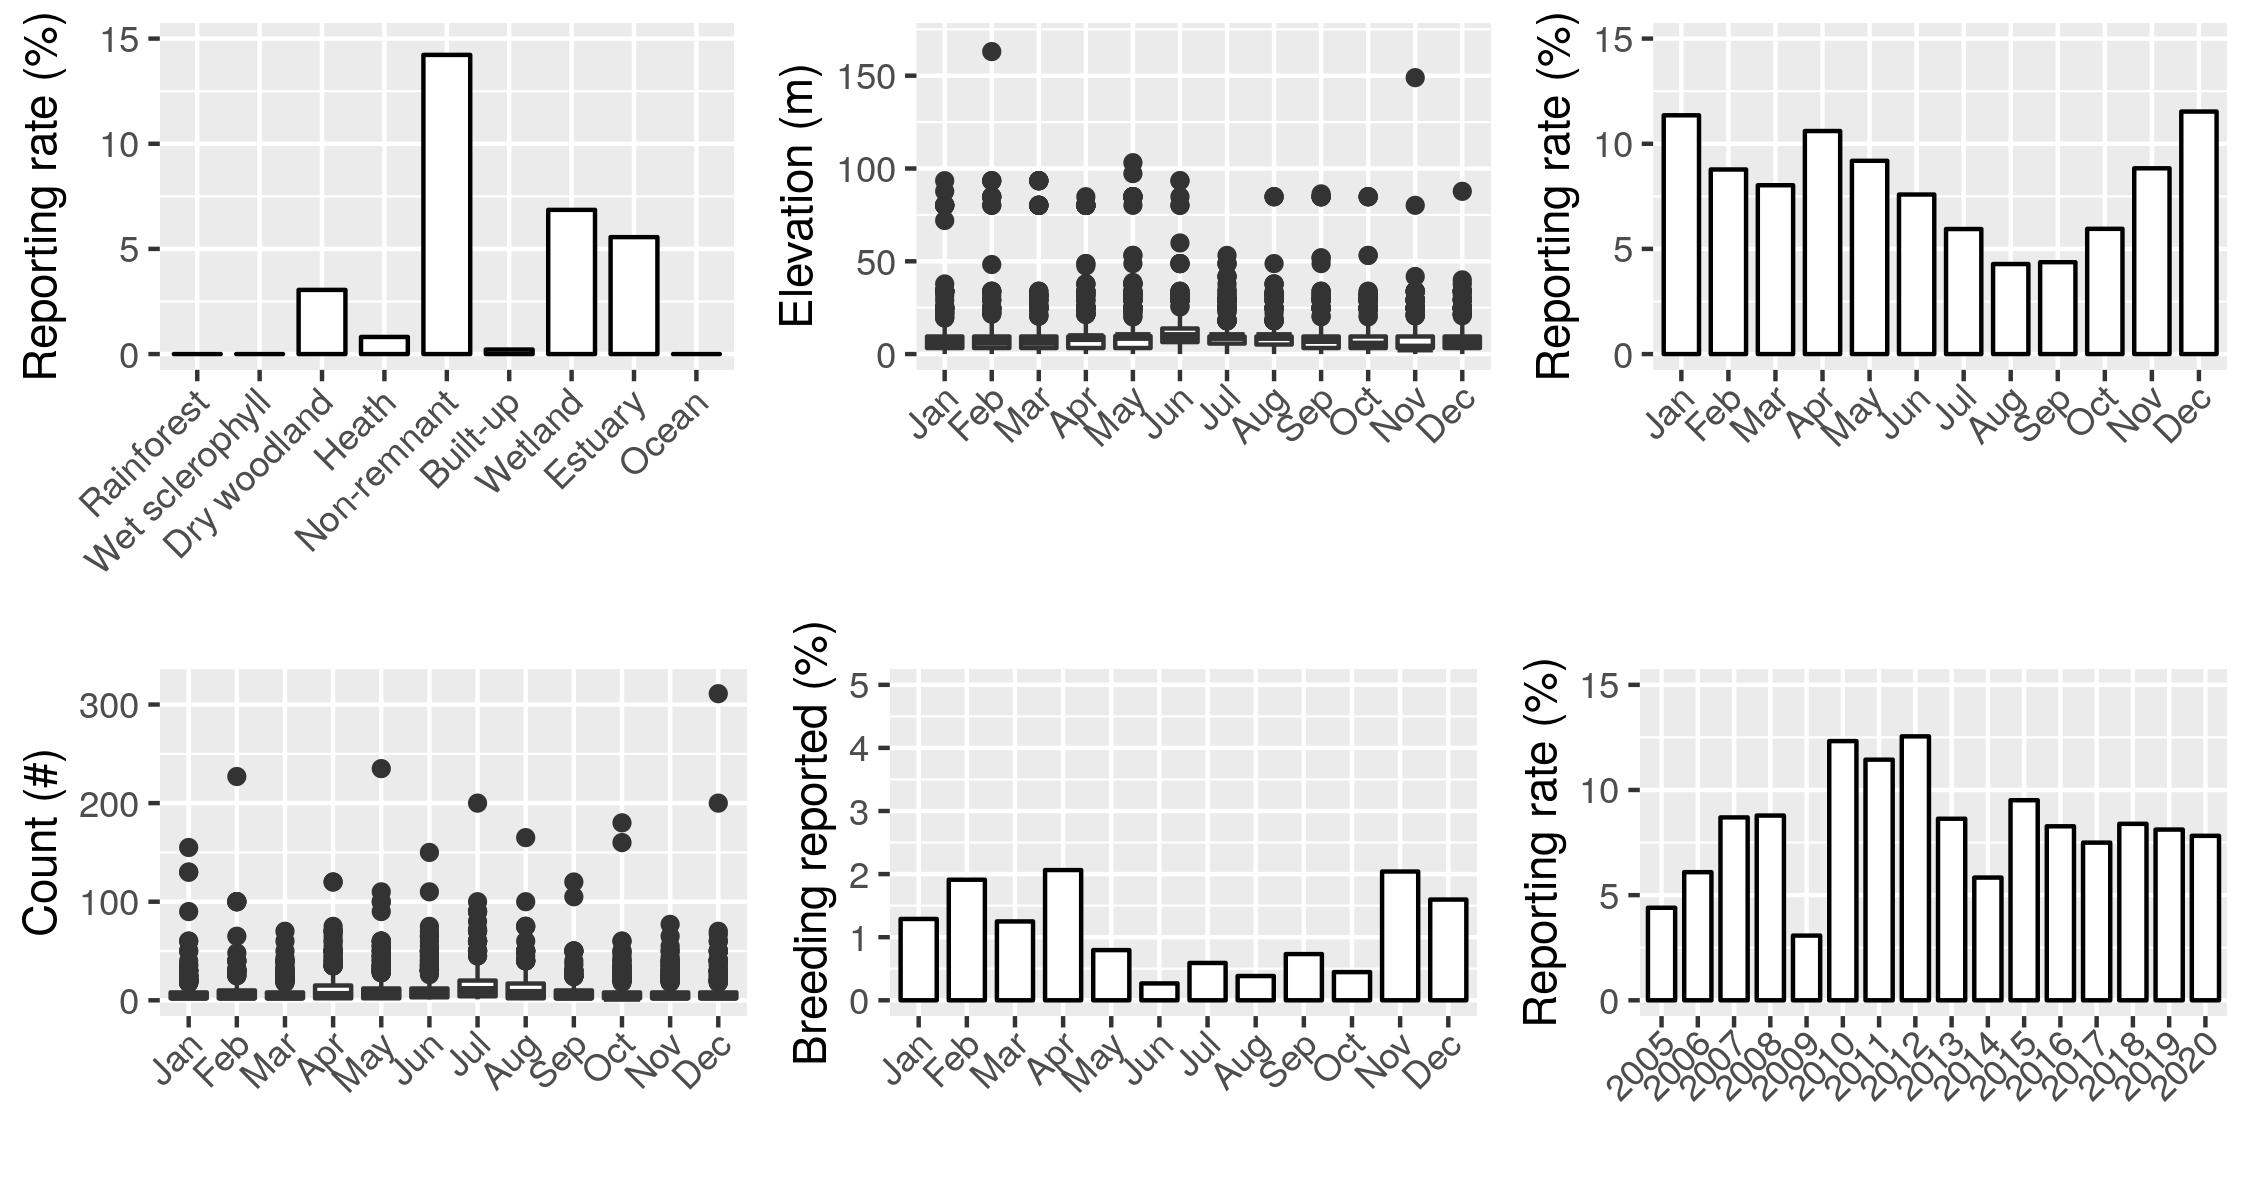 Reporting rate (%)
15
10
5
0
Rainforest
Wet sclerophyll
Dry woodland
Heath
Non-remnant
Built-up
Wetland
Estuary
Ocean
Elevation (m)
150
100
50
0
Jan
Feb
Mar
Apr
May
Jun
Jul
Aug
Sep
Oct
Nov
Dec
Reporting rate (%)
15
10
5
0
Jan
Feb
Mar
Apr
May
Jun
Jul
Aug
Sep
Oct
Nov
Dec
Count (#)
300
200
100
0
Jan
Feb
Mar
Apr
May
Jun
Jul
Aug
Sep
Oct
Nov
Dec
Breeding reported (%)
5
4
3
2
1
0
Jan
Feb
Mar
Apr
May
Jun
Jul
Aug
Sep
Oct
Nov
Dec
Reporting rate (%)
15
10
5
0
2005
2006
2007
2008
2009
2010
2011
2012
2013
2014
2015
2016
2017
2018
2019
2020